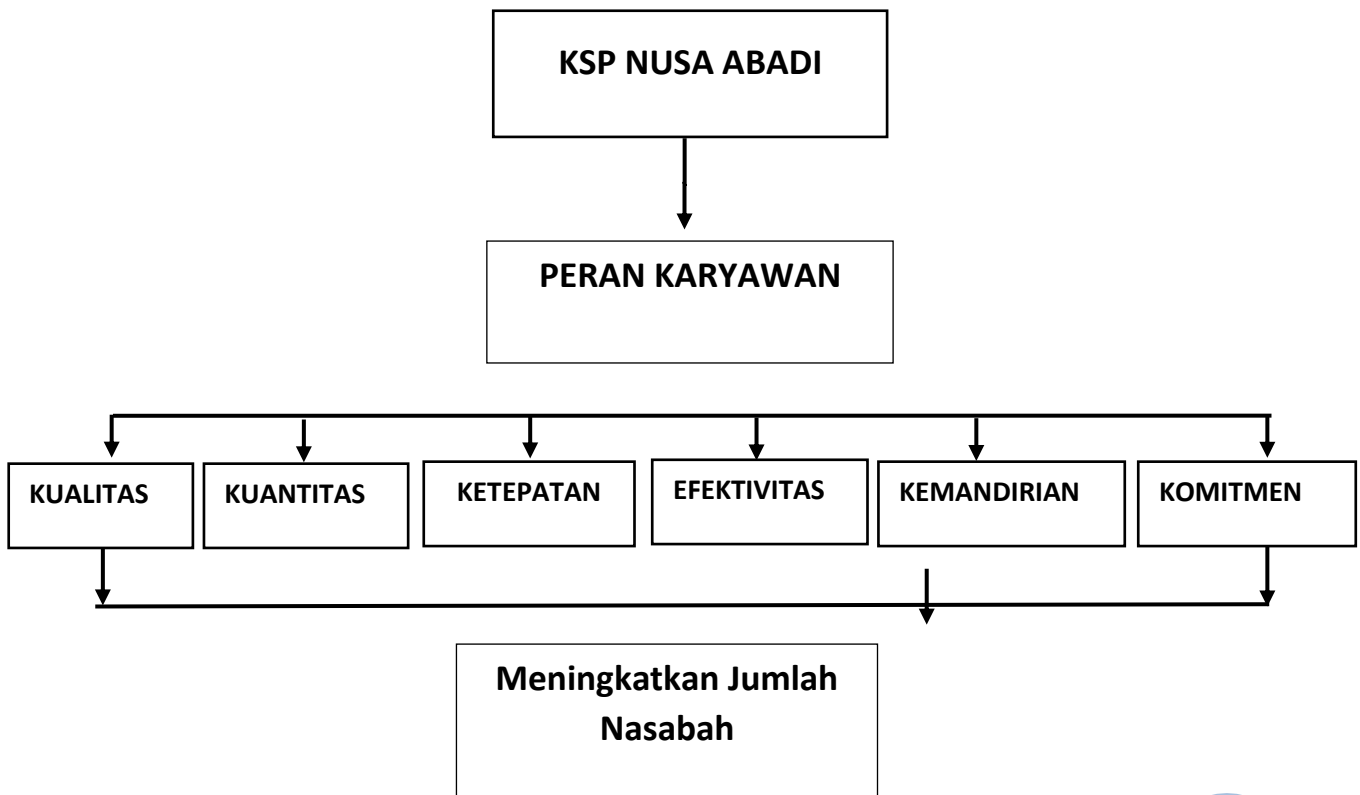 KSP NUSA ABADI
PERAN KARYAWAN
KUALITAS
KUANTITAS
KETEPATAN
EFEKTIVITAS
KEMANDIRIAN
KOMITMEN
Meningkatkan Jumlah
Nasabah